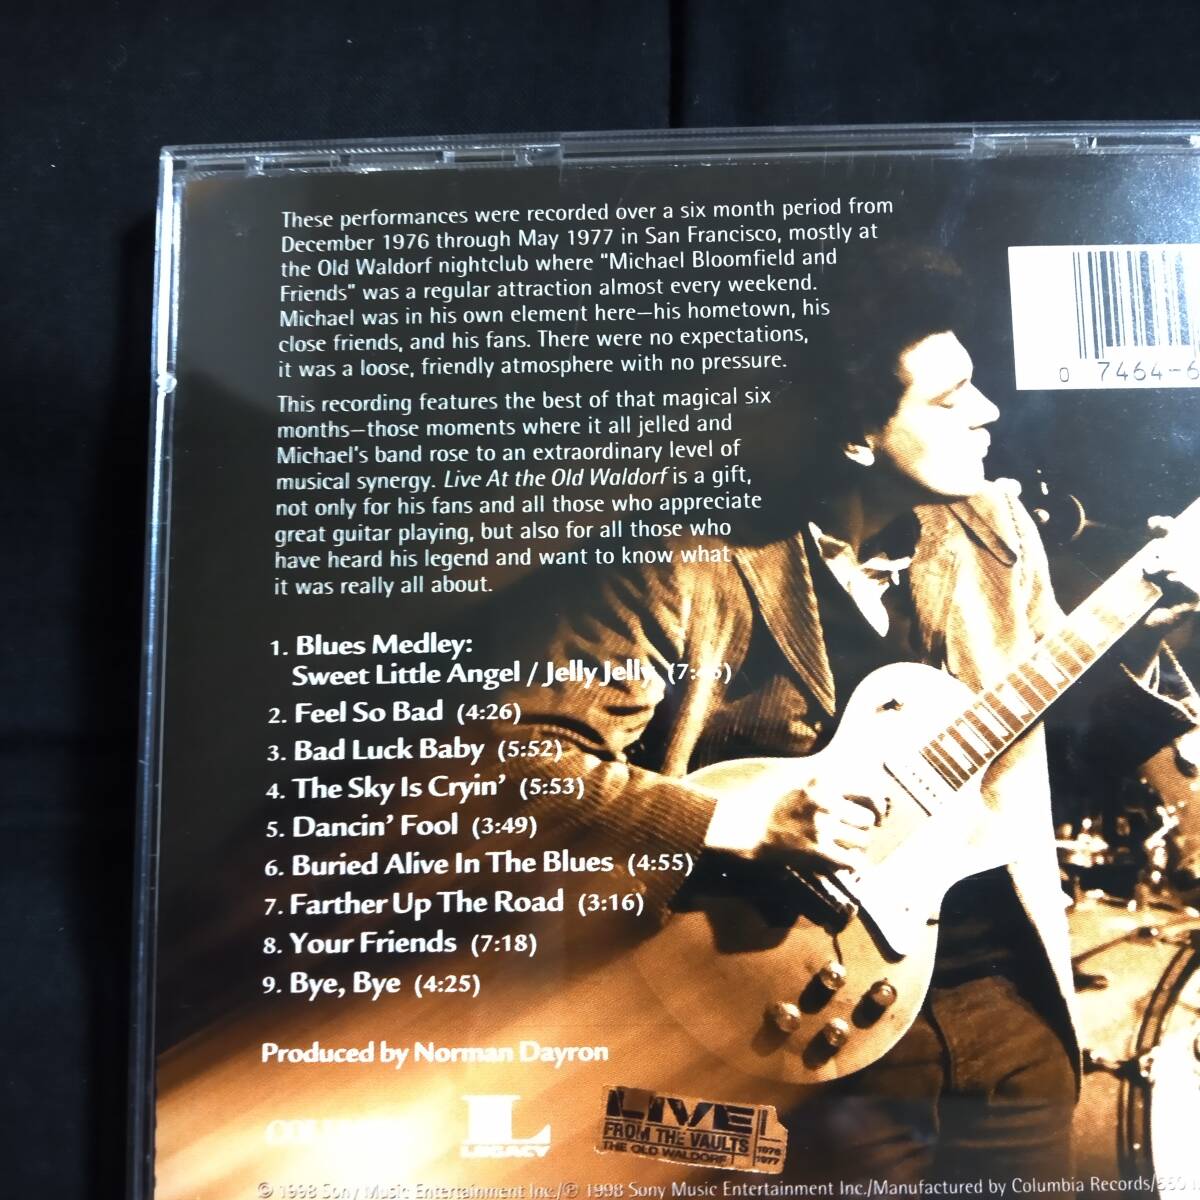 These performances were recorded over a six month period from
December 1976 through May 1977 in San Francisco, mostly at
the Old Waldorf nightclub where "Michael Bloomfield and
Friends" was a regular attraction almost every weekend.
Michael was in his own element here—his hometown, his
close friends, and his fans. There were no expectations,
it was a loose, friendly atmosphere with no pressure.
This recording features the best of that magical six
months—those moments where it all jelled and
Michael's band rose to an extraordinary level of
musical synergy. Live At the Old Waldorf is a gift,
not only for his fans and all those who appreciate
great guitar playing, but also for all those who
have heard his legend and want to know what
it was really all about.
0 7464-6
1. Blues Medley:
Sweet Little Angel / Jelly Jelly
2. Feel So Bad (4:26)
3. Bad Luck Baby (5:52)
4. The Sky Is Cryin' (5:53)
5. Dancin' Fool (3:49)
6. Buried Alive In The Blues (4:55)
7. Farther Up The Road (3:16)
8. Your Friends (7:18)
9. Bye, Bye (4:25)
Produced by Norman Dayron
L
LEGACY
LIVE!
FROM THE VAULTS
THE OLD WALDORF
1976
1977
© 1998 Sony Music Entertainment Inc./℗ 1998 Sony Music Entertainment Inc./Manufactured by Columbia Records/550